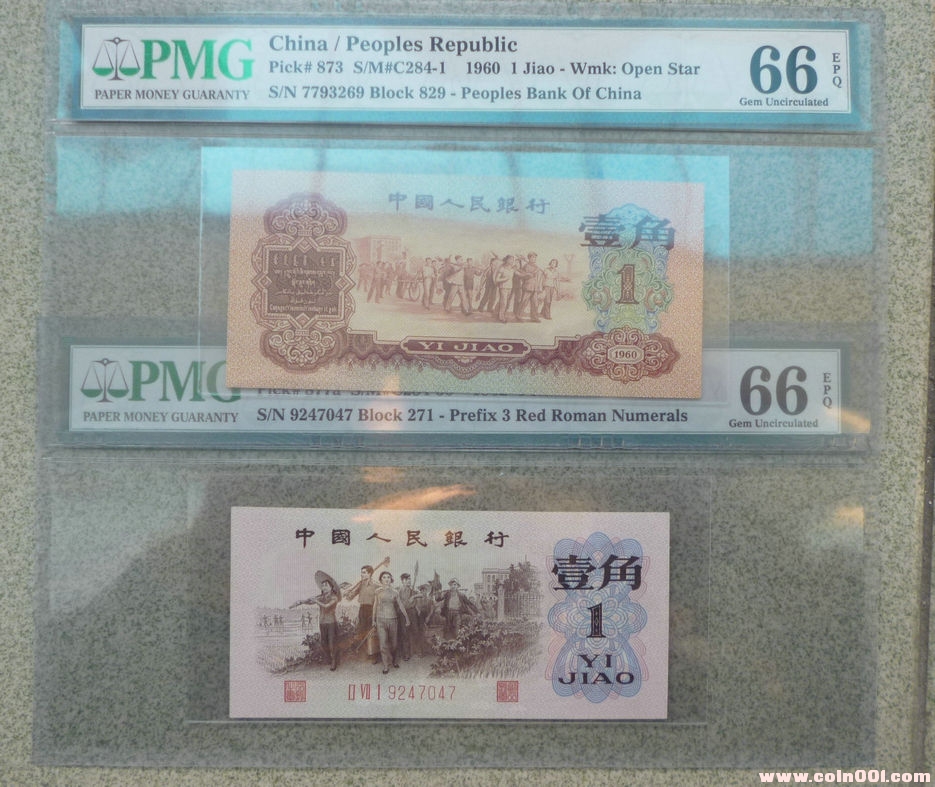 PMG
PAPER MONEY GUARANTY
China / Peoples Republic
Pick# 873 S/M#C284-1 1960 1 Jiao - Wmk: Open Star
S/N 7793269 Block 829 - Peoples Bank Of China
66
EPQ
Gem Uncirculated
中國人民銀行
壹角
1
YI JIAO
1960
PMG
PAPER MONEY GUARANTY
S/N 9247047 Block 271 - Prefix 3 Red Roman Numerals
66
EPQ
Gem Uncirculated
中國人民銀行
壹角
1
YI
JIAO
II VII I 9247047
www.coin001.com